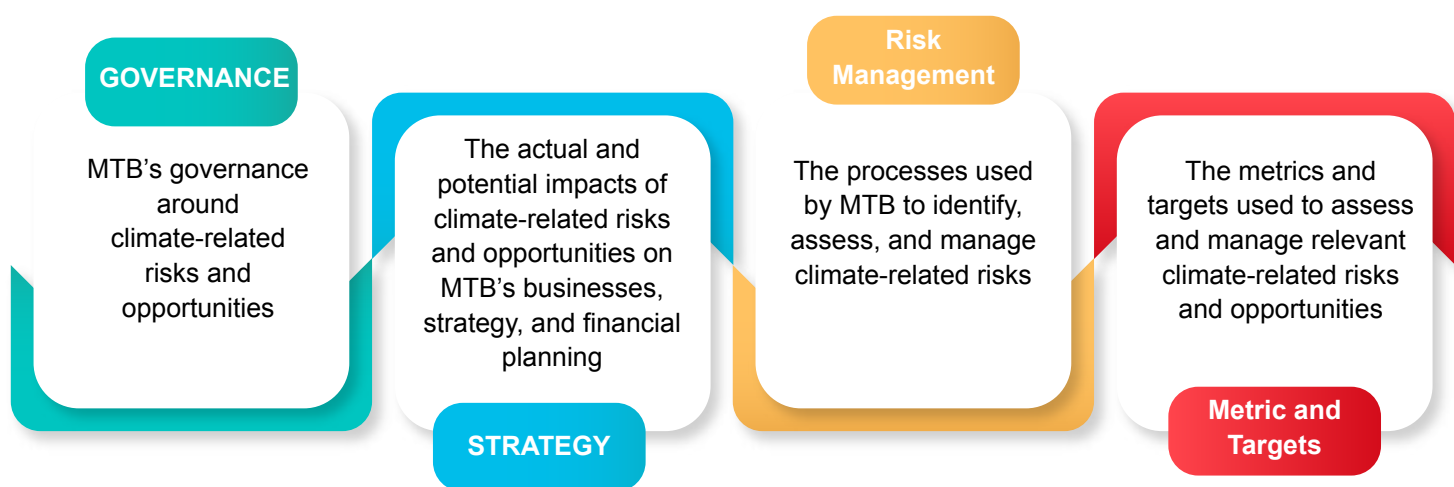 GOVERNANCE
MTB’s governance
around
climate-related
risks and
opportunities
The actual and
potential impacts of
climate-related risks
and opportunities on
MTB’s businesses,
strategy, and financial
planning
STRATEGY
Risk
Management
The processes used
by MTB to identify,
assess, and manage
climate-related risks
The metrics and
targets used to assess
and manage relevant
climate-related risks
and opportunities
Metric and
Targets